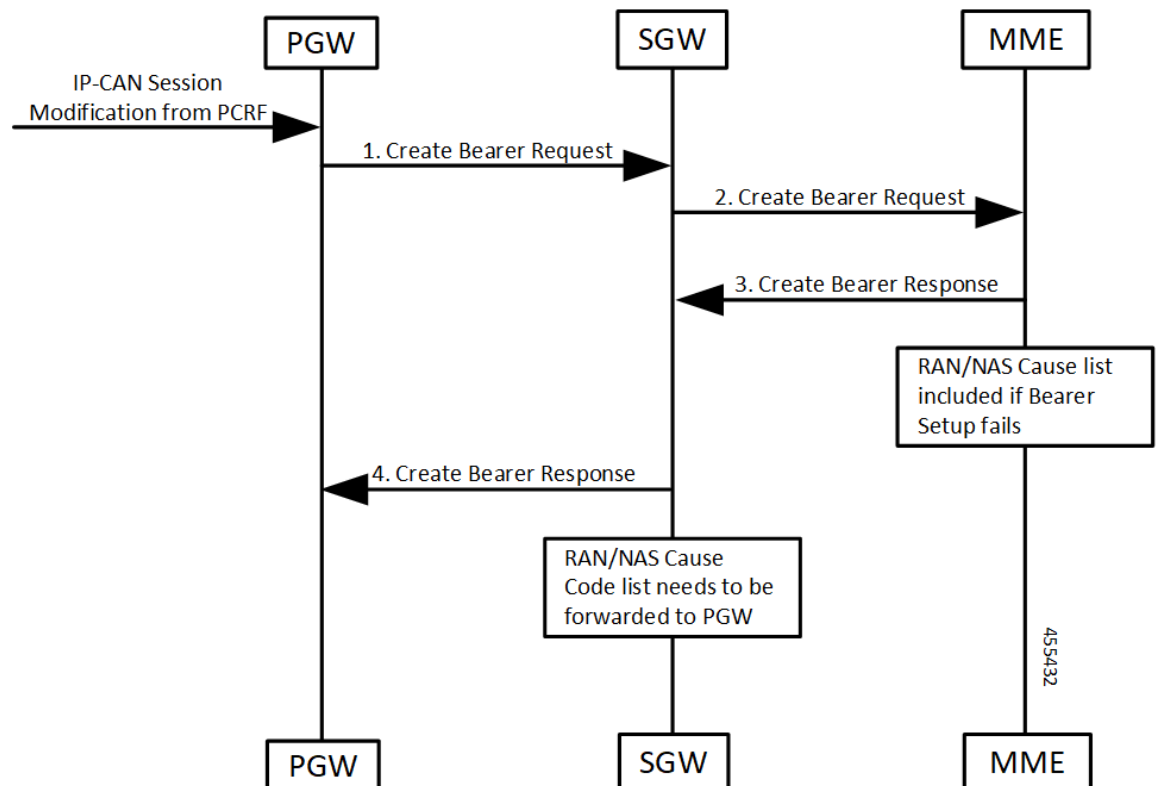 PGW
SGW
MME
IP-CAN Session
Modification from PCRF
1. Create Bearer Request
2. Create Bearer Request
3. Create Bearer Response
RAN/NAS Cause list
included if Bearer
Setup fails
4. Create Bearer Response
RAN/NAS Cause
Code list needs to be
forwarded to PGW
455432
PGW
SGW
MME